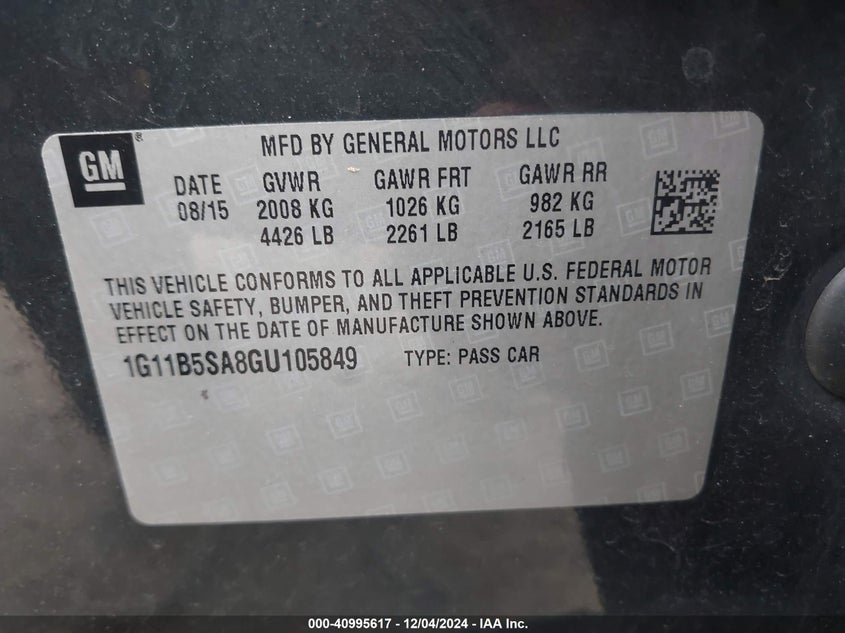 GM
MFD BY GENERAL MOTORS LLC
DATE GVWR GAWR FRT GAWR RR
08/15 2008 KG 1026 KG 982 KG
4426 LB 2261 LB 2165 LB
THIS VEHICLE CONFORMS TO ALL APPLICABLE U.S. FEDERAL MOTOR
VEHICLE SAFETY, BUMPER, AND THEFT PREVENTION STANDARDS IN
EFFECT ON THE DATE OF MANUFACTURE SHOWN ABOVE.
1G11B5SA8GU105849 TYPE: PASS CAR
000-40995617 - 12/04/2024 - IAA Inc.